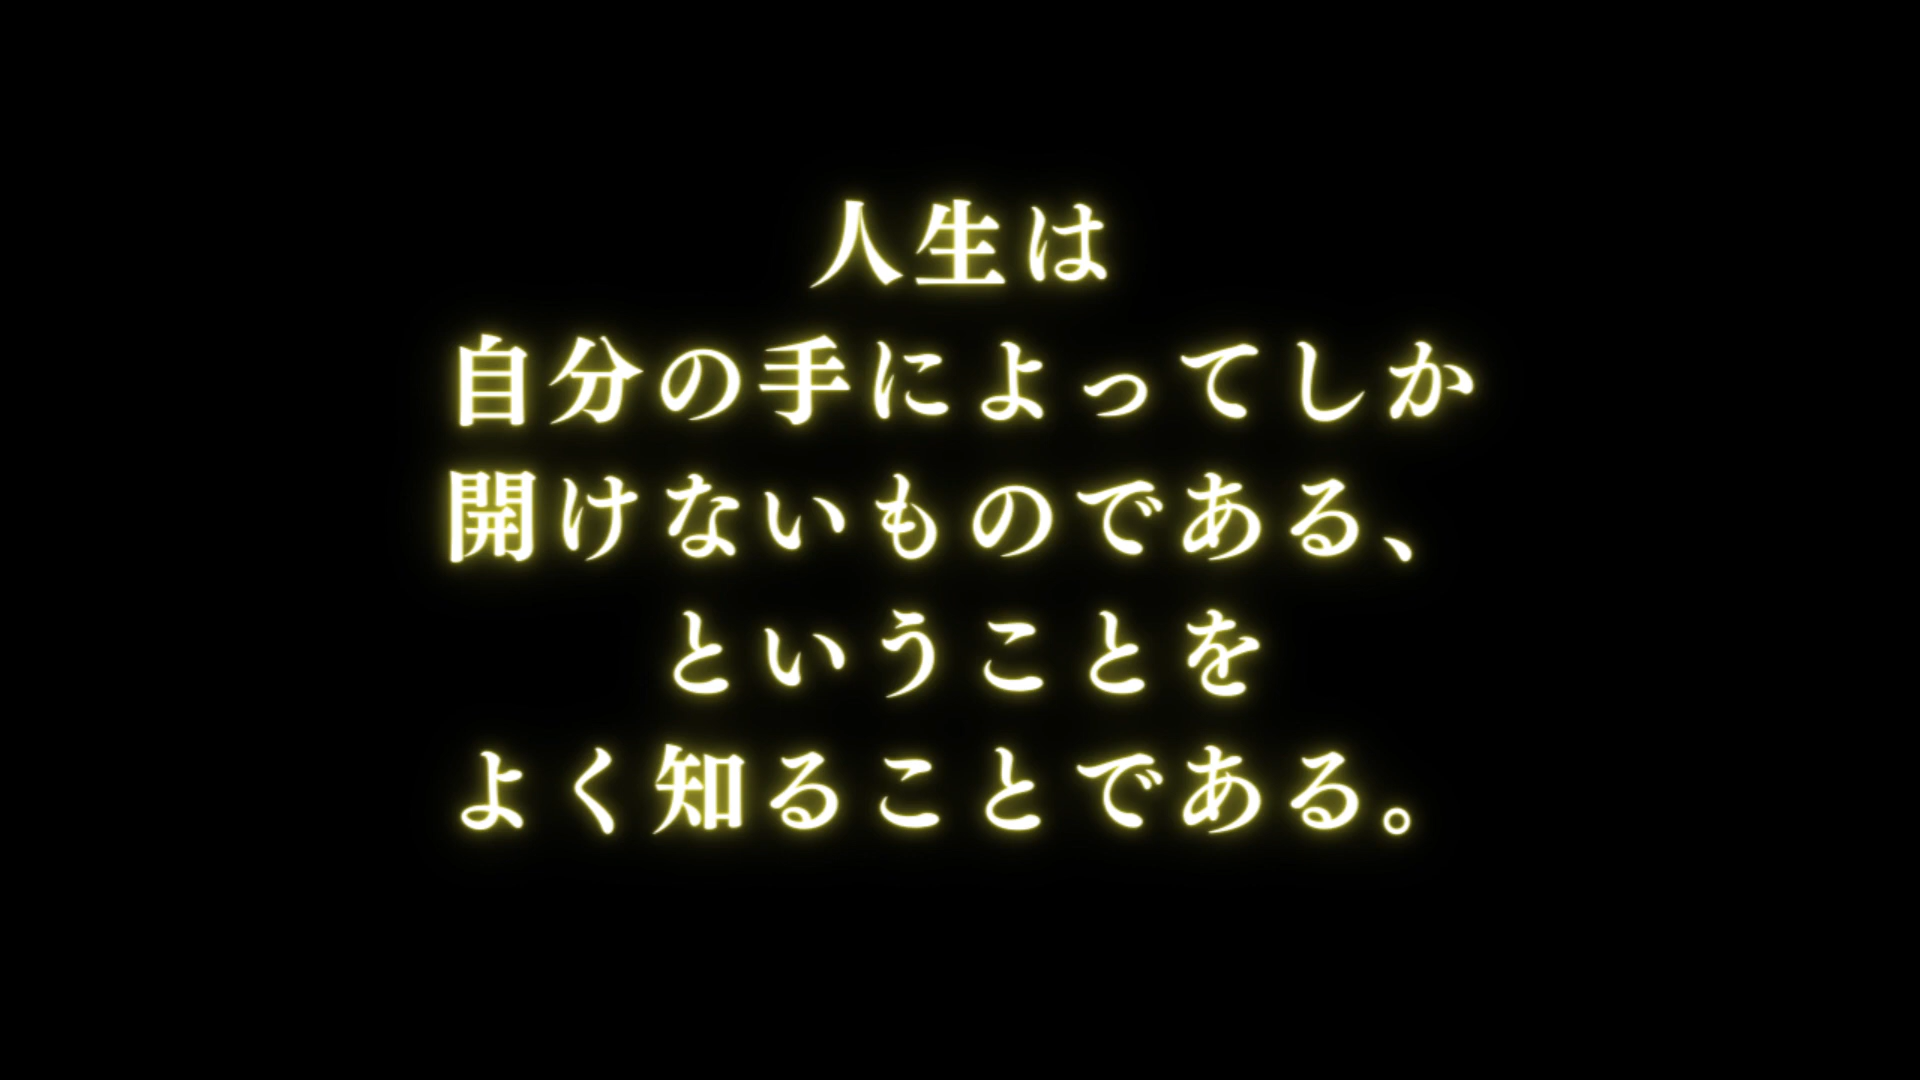 人生は
自分の手によってしか
開けないものである、
ということを
よく知ることである。